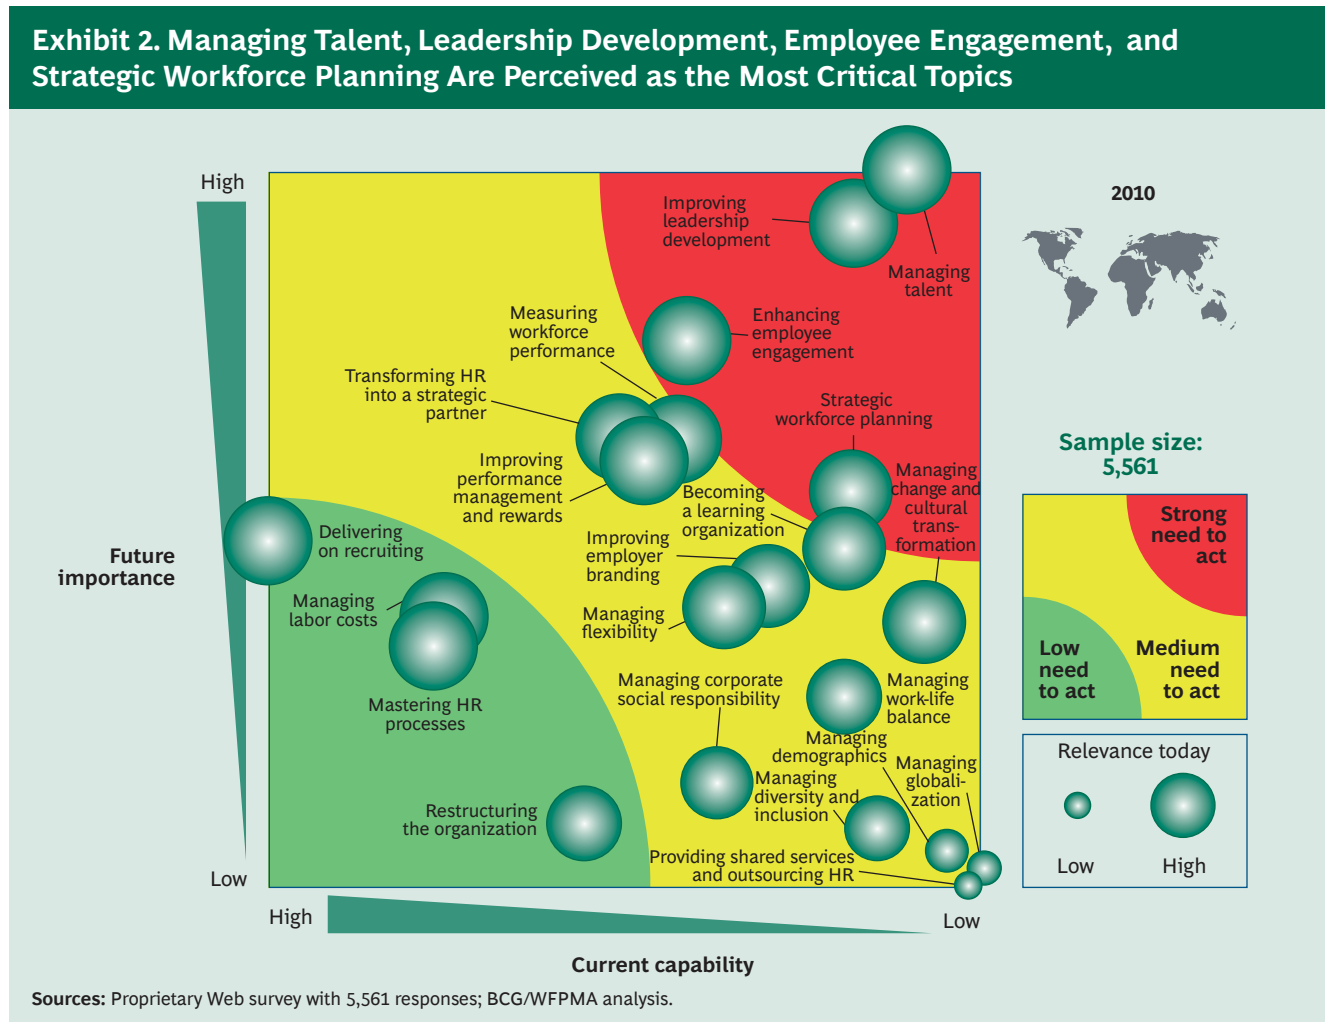 Exhibit 2. Managing Talent, Leadership Development, Employee Engagement, and
Strategic Workforce Planning Are Perceived as the Most Critical Topics
High
Future
importance
Low
High
Low
Current capability
Improving
leadership
development
Managing
talent
Measuring
workforce
performance
Enhancing
employee
engagement
Transforming HR
into a strategic
partner
Strategic
workforce planning
Improving
performance
management
and rewards
Becoming
a learning
organization
Managing
change and
cultural
trans-
formation
Delivering
on recruiting
Improving
employer
branding
Managing
labor costs
Managing
flexibility
Mastering HR
processes
Managing corporate
social responsibility
Managing
work-life
balance
Managing
demographics
Managing
globali-
zation
Managing
diversity and
inclusion
Restructuring
the organization
Providing shared services
and outsourcing HR
2010
Sample size:
5,561
Strong
need to
act
Low
need
to act
Medium
need
to act
Relevance today
Low
High
Sources: Proprietary Web survey with 5,561 responses; BCG/WFPMA analysis.